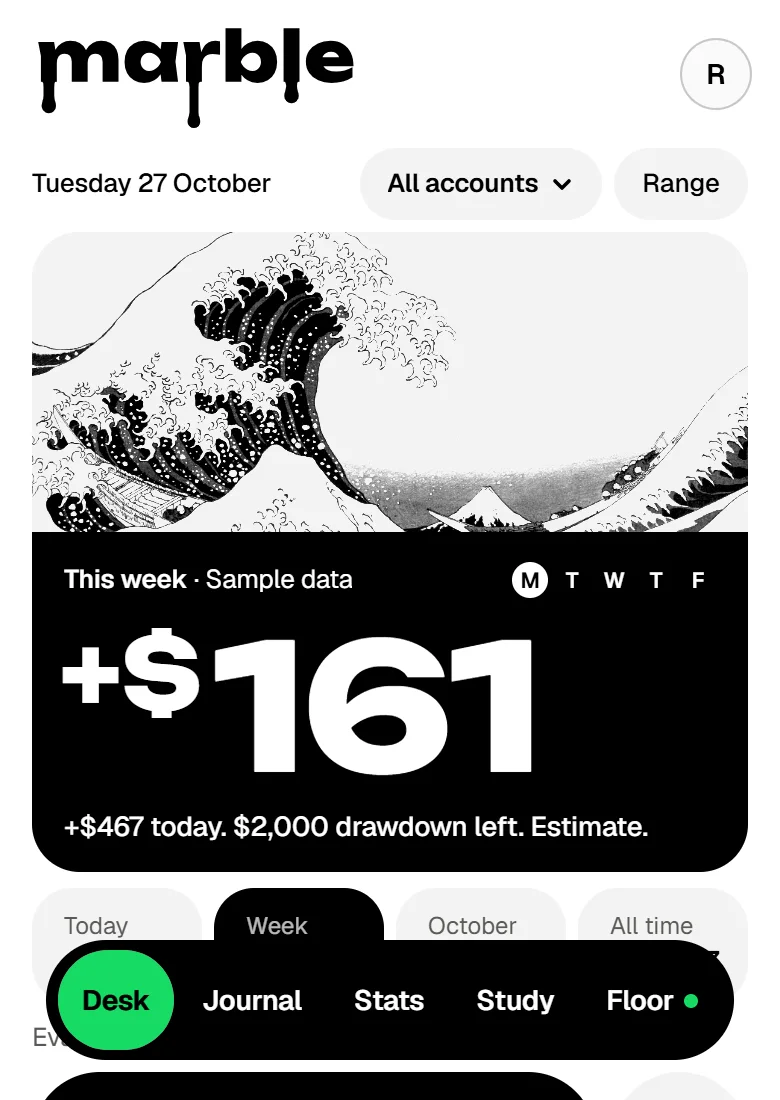 marble
R
Tuesday 27 October
All accounts
Range
This week · Sample data
M T W T F
+$161
+$467 today. $2,000 drawdown left. Estimate.
Today
Week
October
All time
Desk
Journal
Stats
Study
Floor